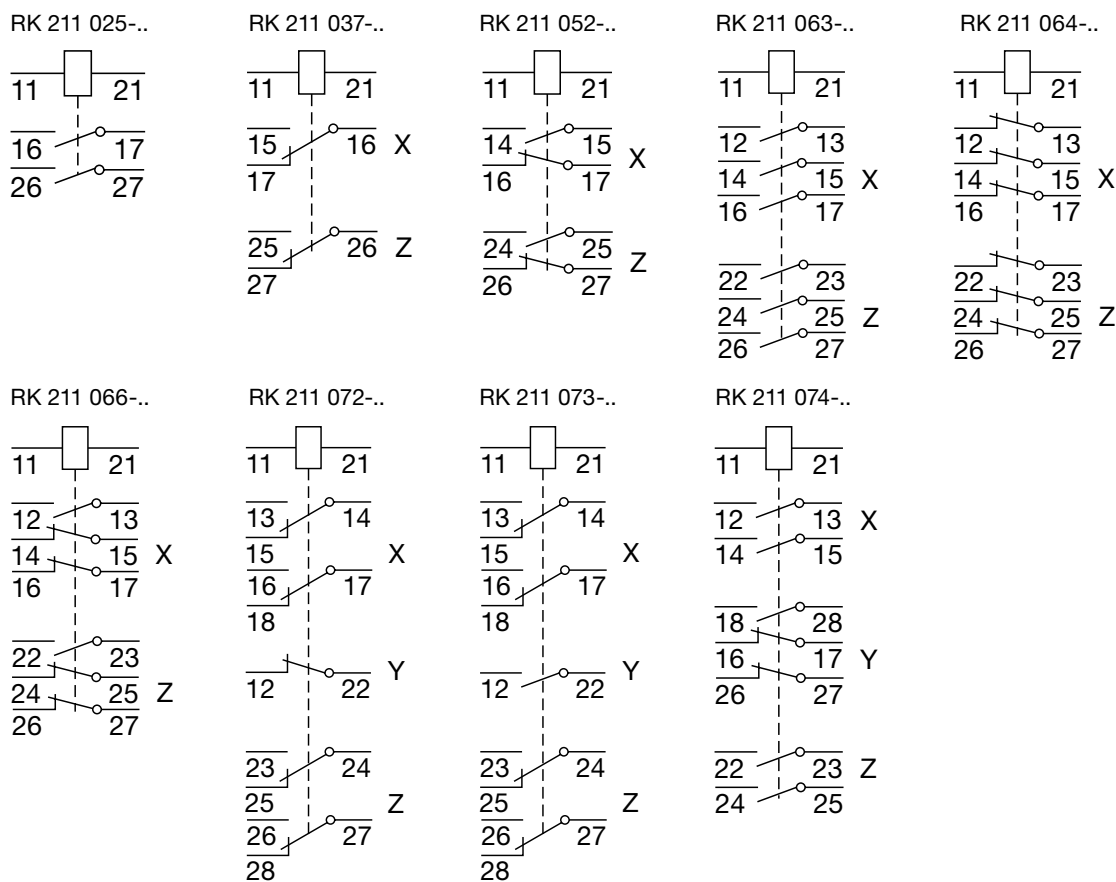 RK 211 025-.. RK 211 037-.. RK 211 052-.. RK 211 063-.. RK 211 064-..
11 21 11 21 11 21 11 21 11 21
16 17 15 16 X 14 15 12 13 12 13
26 27 17 16 17 X 14 15 X 14 15 X
16 17 16 17
25 26 Z 24 25 22 23 22 23
27 26 27 Z 24 25 Z 24 25 Z
26 27 26 27
RK 211 066-.. RK 211 072-.. RK 211 073-.. RK 211 074-..
11 21 11 21 11 21 11 21
12 13 13 14 13 14 12 13 X
14 15 X 15 X 15 X 14 15
16 17 16 17 16 17
18 18 18 28
22 23 12 22 Y 12 22 Y 16 17 Y
24 25 Z 26 27
26 27 23 24 23 24 22 23 Z
25 Z 25 Z 24 25
26 27 26 27
28 28